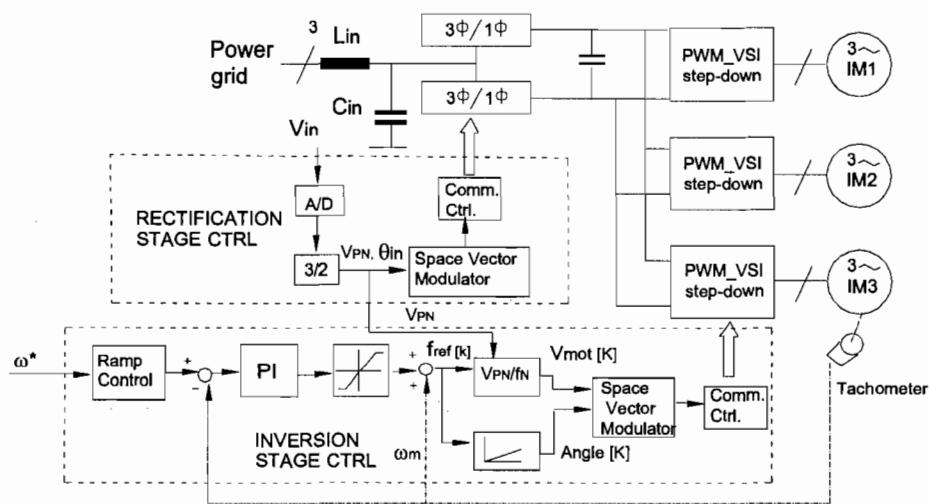 3
Power
grid
Lin
Cin
3Φ/1Φ
3Φ/1Φ
PWM_VSI
step-down
3~
IM1
PWM_VSI
step-down
3~
IM2
PWM_VSI
step-down
3~
IM3
Vin
A/D
3/2
RECTIFICATION
STAGE CTRL
VPN, θin
Space Vector
Modulator
Comm.
Ctrl.
VPN
ω*
Ramp
Control
+
−
PI
+
+
fref [k]
VPN/fN
Vmot [K]
Space
Vector
Modulator
Comm.
Ctrl.
Tachometer
INVERSION
STAGE CTRL
ωm
Angle [K]